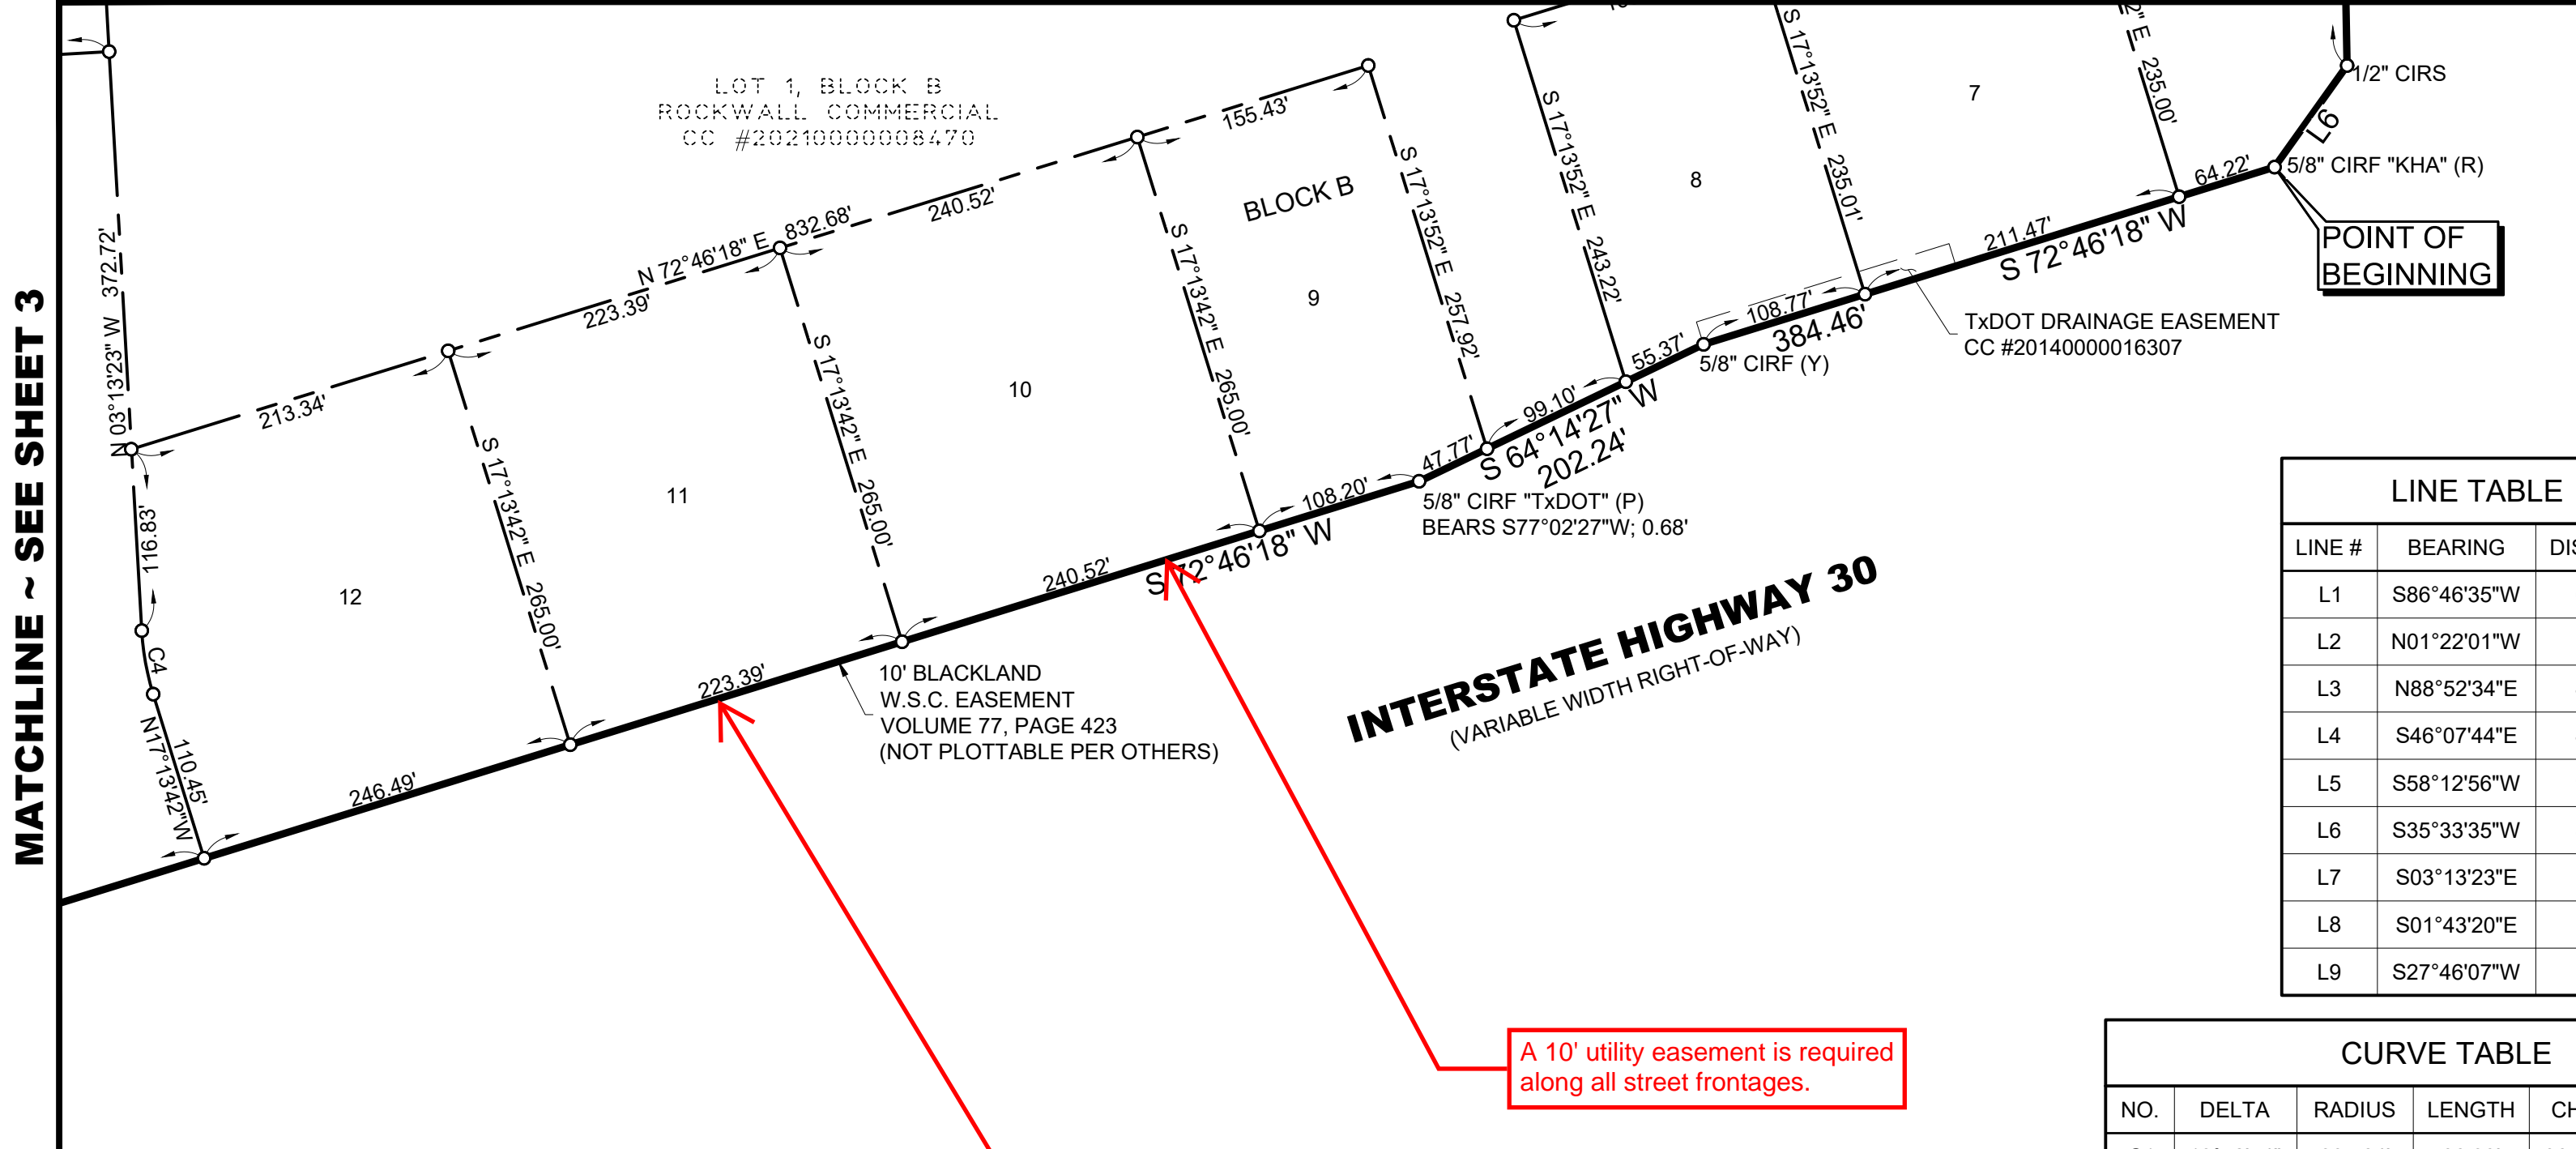 MATCHLINE ~ SEE SHEET 3
LOT 1, BLOCK B
ROCKWALL COMMERCIAL
CC #20210000008470
N 03°13'23" W 372.72'
N 72°46'18" E
832.68'
213.34'
223.39'
240.52'
155.43'
BLOCK B
S 17°13'42" E 265.00'
S 17°13'42" E 265.00'
S 17°13'42" E 265.00'
S 17°13'52" E 257.92'
S 17°13'52" E 243.22'
S 17°13'52" E 235.01'
2" E 235.00'
7
8
9
10
11
12
1/2" CIRS
L6
5/8" CIRF "KHA" (R)
POINT OF
BEGINNING
64.22'
211.47'
S 72°46'18" W
108.77'
384.46'
TxDOT DRAINAGE EASEMENT
CC #20140000016307
5/8" CIRF (Y)
55.37'
99.10'
S 64°14'27" W
202.24'
47.77'
5/8" CIRF "TxDOT" (P)
BEARS S77°02'27"W; 0.68'
108.20'
S 72°46'18" W
240.52'
223.39'
246.49'
116.83'
C4
110.45'
N17°13'42"W
10' BLACKLAND
W.S.C. EASEMENT
VOLUME 77, PAGE 423
(NOT PLOTTABLE PER OTHERS)
INTERSTATE HIGHWAY 30
(VARIABLE WIDTH RIGHT-OF-WAY)
A 10' utility easement is required
along all street frontages.
LINE TABLE
LINE # BEARING DIS
L1 S86°46'35"W
L2 N01°22'01"W
L3 N88°52'34"E
L4 S46°07'44"E
L5 S58°12'56"W
L6 S35°33'35"W
L7 S03°13'23"E
L8 S01°43'20"E
L9 S27°46'07"W
CURVE TABLE
NO. DELTA RADIUS LENGTH CH